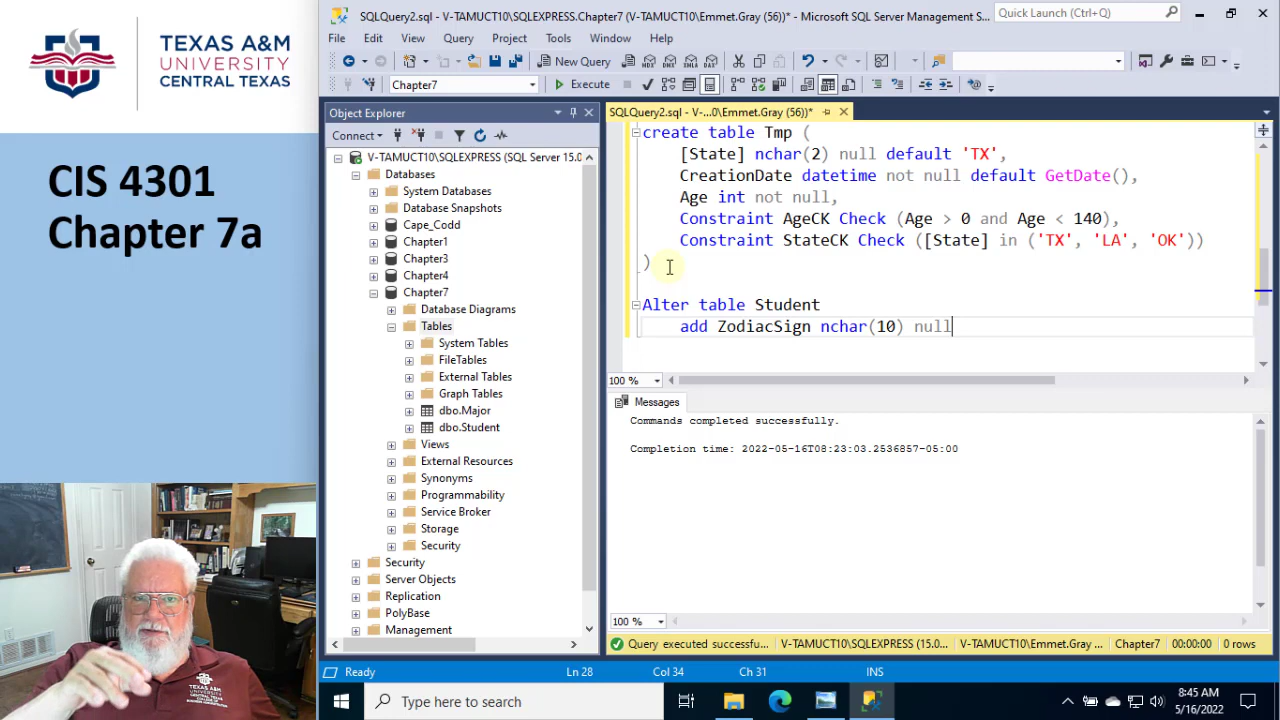 TEXAS A&M
UNIVERSITY
CENTRAL TEXAS
CIS 4301
Chapter 7a
TEXAS A&M
UNIVERSITY
SQLQuery2.sql - V-TAMUCT10\SQLEXPRESS.Chapter7 (V-TAMUCT10\Emmet.Gray (56))* - Microsoft SQL Server Management S...
Quick Launch (Ctrl+Q)
File Edit View Query Project Tools Window Help
New Query
Chapter7
Execute
Object Explorer
Connect
V-TAMUCT10\SQLEXPRESS (SQL Server 15.0
Databases
System Databases
Database Snapshots
Cape_Codd
Chapter1
Chapter3
Chapter4
Chapter7
Database Diagrams
Tables
System Tables
FileTables
External Tables
Graph Tables
dbo.Major
dbo.Student
Views
External Resources
Synonyms
Programmability
Service Broker
Storage
Security
Security
Server Objects
Replication
PolyBase
Management
SQLQuery2.sql - V-...0\Emmet.Gray (56))*
create table Tmp (
[State] nchar(2) null default 'TX',
CreationDate datetime not null default GetDate(),
Age int not null,
Constraint AgeCK Check (Age > 0 and Age < 140),
Constraint StateCK Check ([State] in ('TX', 'LA', 'OK'))
)
Alter table Student
add ZodiacSign nchar(10) null
100 %
Messages
Commands completed successfully.
Completion time: 2022-05-16T08:23:03.2536857-05:00
100 %
Query executed successfu... V-TAMUCT10\SQLEXPRESS (15.0... V-TAMUCT10\Emmet.Gray ... Chapter7 00:00:00 0 rows
Ready Ln 28 Col 34 Ch 31 INS
Type here to search
8:45 AM
5/16/2022